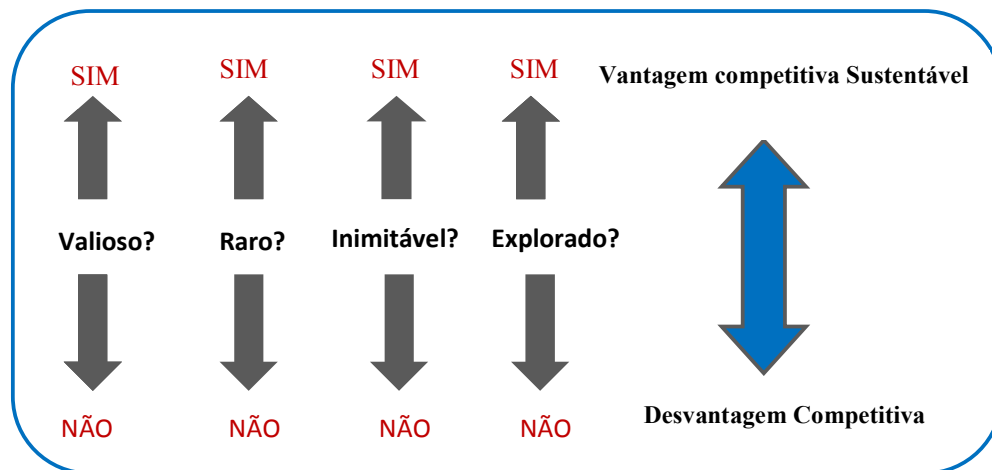 SIM SIM SIM SIM Vantagem competitiva Sustentável
Valioso? Raro? Inimitável? Explorado?
NÃO NÃO NÃO NÃO Desvantagem Competitiva